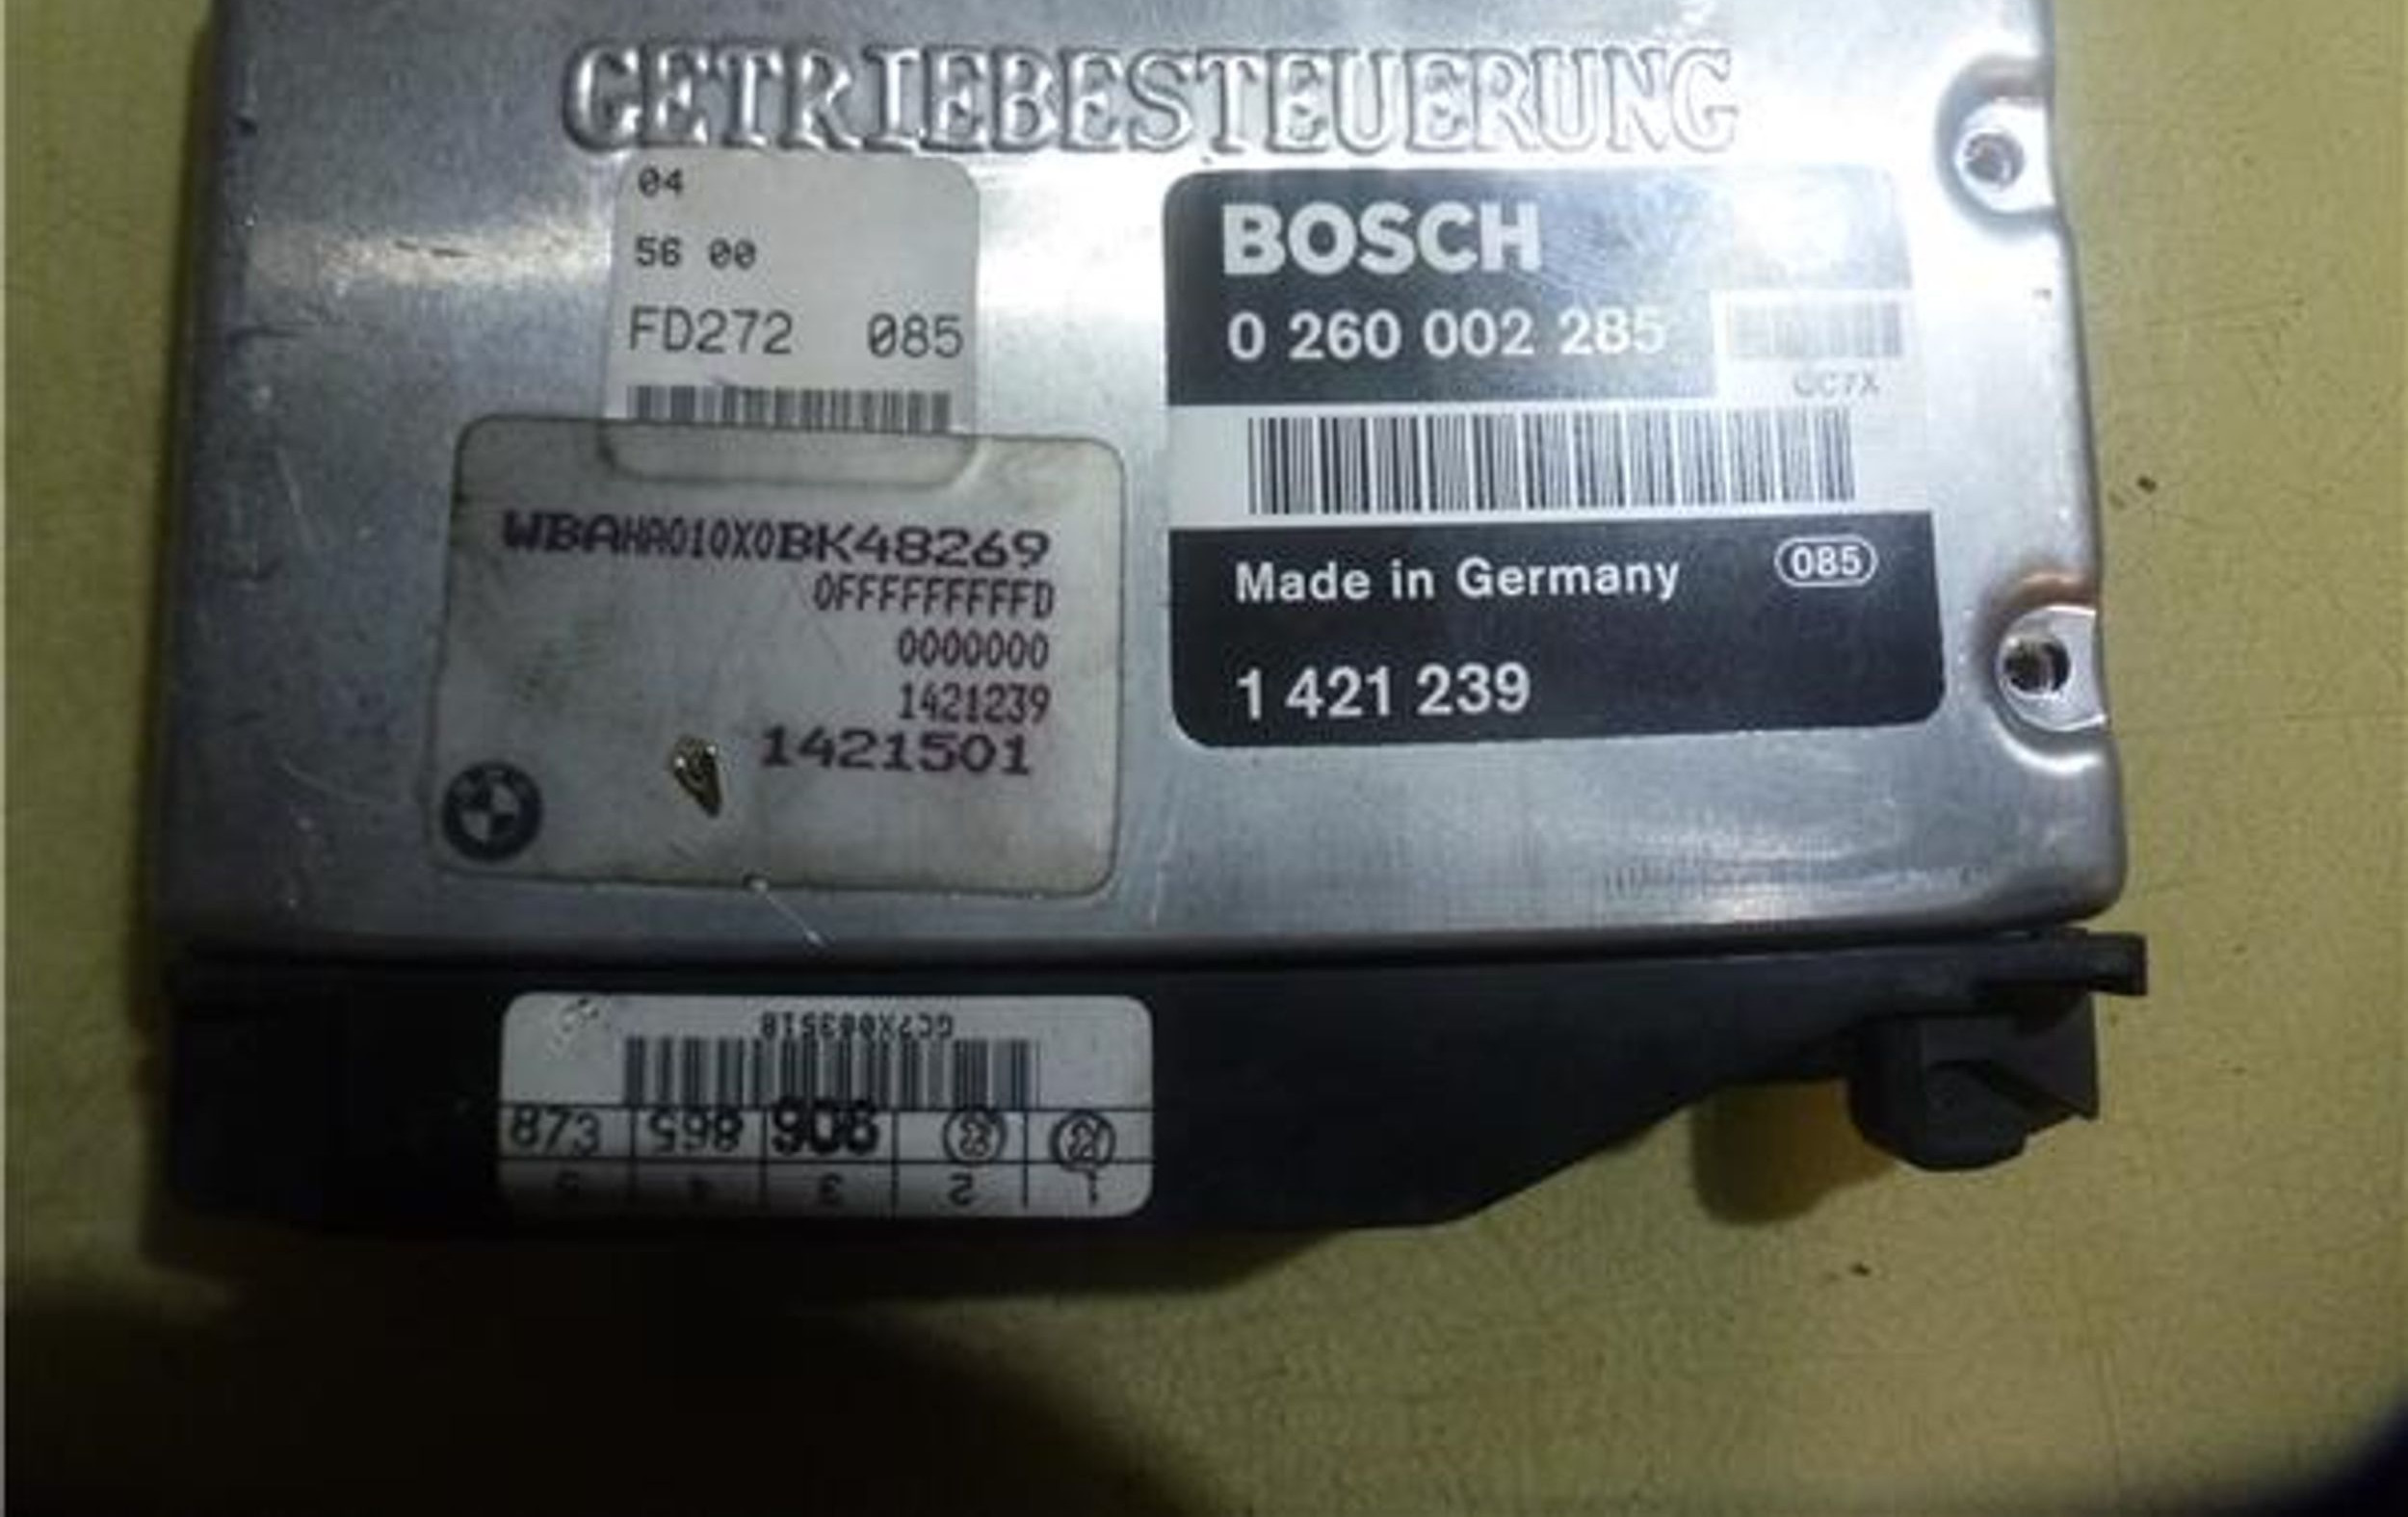 GETRIEBESTEUERUNG
04
56 00
FD272 085
BOSCH
0 260 002 285
GC7X
Made in Germany 085
1 421 239
WBAHA010X0BK48269
0FFFFFFFFFFD
0000000
1421239
1421501
873 865 906
5 4 3 2 1